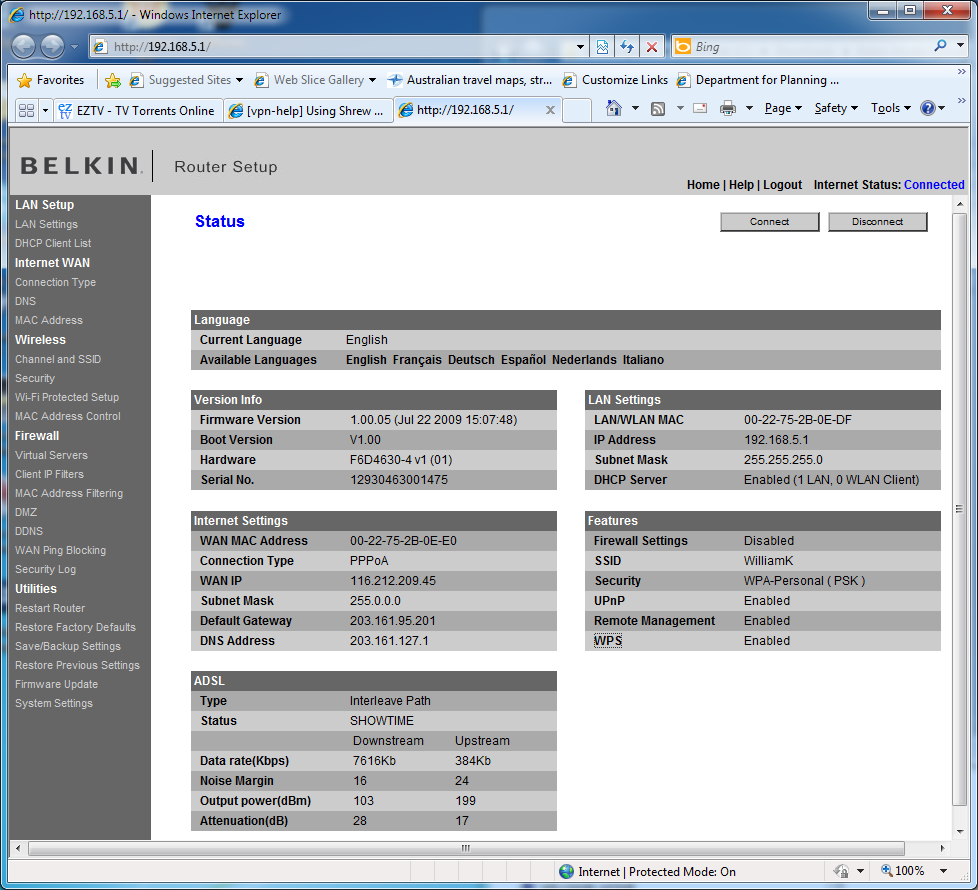 http://192.168.5.1/ - Windows Internet Explorer
http://192.168.5.1/
Bing
Favorites Suggested Sites Web Slice Gallery Australian travel maps, str... Customize Links Department for Planning ...
EZTV - TV Torrents Online [vpn-help] Using Shrew ... http://192.168.5.1/ Page Safety Tools
BELKIN. Router Setup
Home | Help | Logout Internet Status: Connected
LAN Setup
LAN Settings
DHCP Client List
Internet WAN
Connection Type
DNS
MAC Address
Wireless
Channel and SSID
Security
Wi-Fi Protected Setup
MAC Address Control
Firewall
Virtual Servers
Client IP Filters
MAC Address Filtering
DMZ
DDNS
WAN Ping Blocking
Security Log
Utilities
Restart Router
Restore Factory Defaults
Save/Backup Settings
Restore Previous Settings
Firmware Update
System Settings
Status
Connect Disconnect
Language
Current Language English
Available Languages English Français Deutsch Español Nederlands Italiano
Version Info
Firmware Version 1.00.05 (Jul 22 2009 15:07:48)
Boot Version V1.00
Hardware F6D4630-4 v1 (01)
Serial No. 12930463001475
LAN Settings
LAN/WLAN MAC 00-22-75-2B-0E-DF
IP Address 192.168.5.1
Subnet Mask 255.255.255.0
DHCP Server Enabled (1 LAN, 0 WLAN Client)
Internet Settings
WAN MAC Address 00-22-75-2B-0E-E0
Connection Type PPPoA
WAN IP 116.212.209.45
Subnet Mask 255.0.0.0
Default Gateway 203.161.95.201
DNS Address 203.161.127.1
Features
Firewall Settings Disabled
SSID WilliamK
Security WPA-Personal ( PSK )
UPnP Enabled
Remote Management Enabled
WPS Enabled
ADSL
Type Interleave Path
Status SHOWTIME
Downstream Upstream
Data rate(Kbps) 7616Kb 384Kb
Noise Margin 16 24
Output power(dBm) 103 199
Attenuation(dB) 28 17
Internet | Protected Mode: On 100%